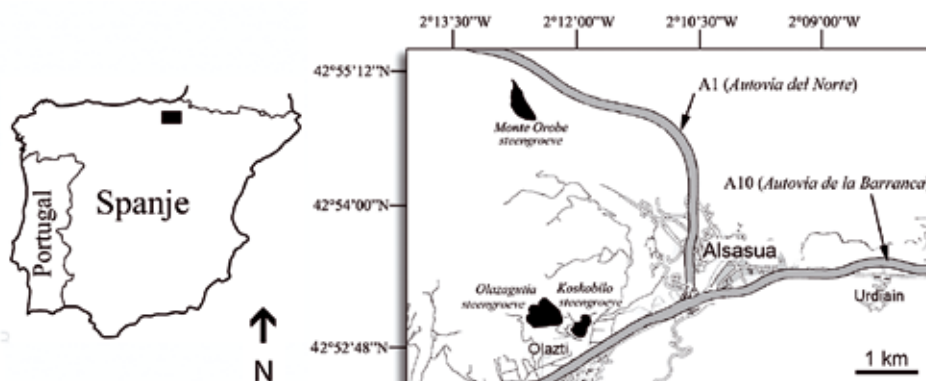 2°13'30"W
2°12'00"W
2°10'30"W
2°09'00"W
42°55'12"N
42°54'00"N
42°52'48"N
Portugal
Spanje
N
A1 (Autovía del Norte)
Monte Orobe
steengroeve
A10 (Autovía de la Barranca)
Alsasua
Olazagutia
steengroeve
Koskobilo
steengroeve
Olazti
Urdiain
1 km